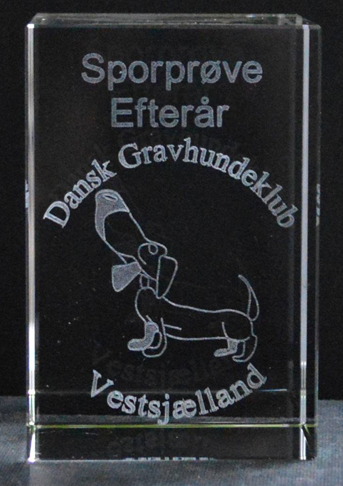 Sporprøve
Efterår
Dansk Gravhundeklub
Vestsjælland